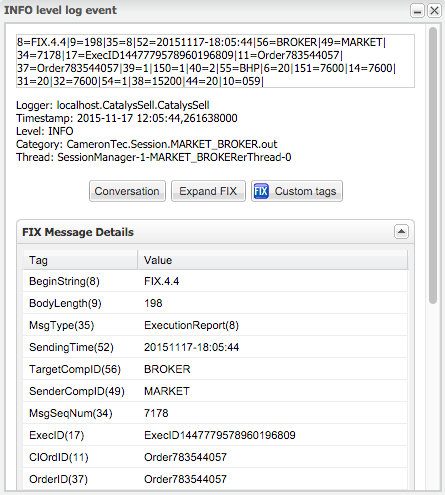 INFO level log event
8=FIX.4.4|9=198|35=8|52=20151117-18:05:44|56=BROKER|49=MARKET|
34=7178|17=ExecID1447779578960196809|11=Order783544057|
37=Order783544057|39=1|150=1|40=2|55=BHP|6=20|151=7600|14=7600|
31=20|32=7600|54=1|38=15200|44=20|10=059|
Logger: localhost.CatalysSell.CatalysSell
Timestamp: 2015-11-17 12:05:44,261638000
Level: INFO
Category: CameronTec.Session.MARKET_BROKER.out
Thread: SessionManager-1-MARKET_BROKERerThread-0
Conversation Expand FIX FIX Custom tags
FIX Message Details
Tag Value
BeginString(8) FIX.4.4
BodyLength(9) 198
MsgType(35) ExecutionReport(8)
SendingTime(52) 20151117-18:05:44
TargetCompID(56) BROKER
SenderCompID(49) MARKET
MsgSeqNum(34) 7178
ExecID(17) ExecID1447779578960196809
ClOrdID(11) Order783544057
OrderID(37) Order783544057